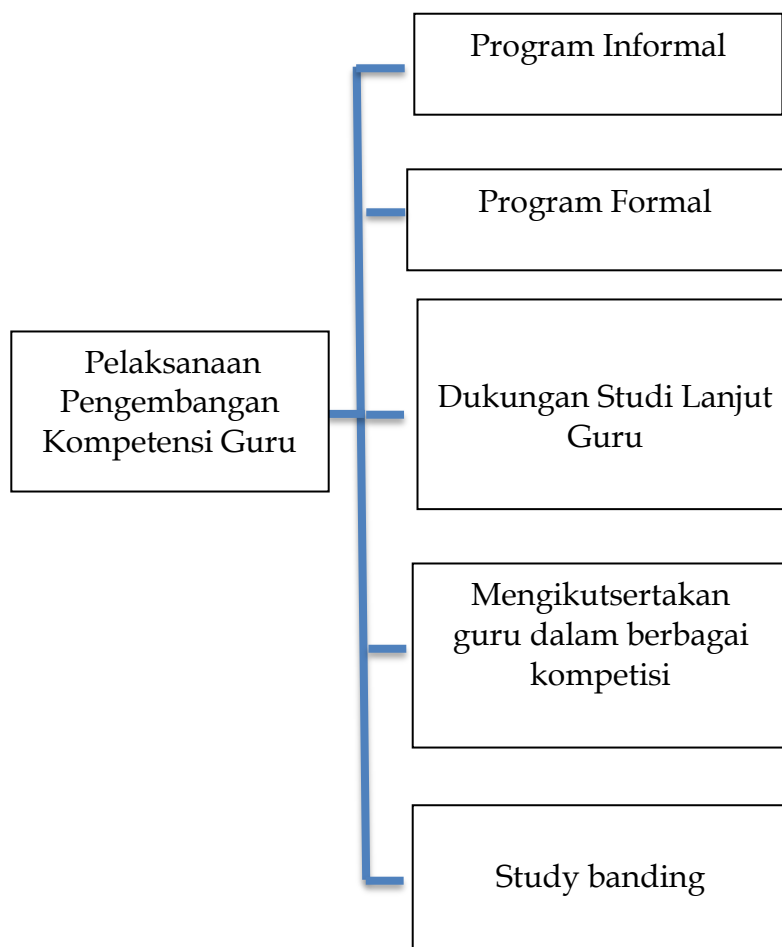 Program Informal
Program Formal
Pelaksanaan
Pengembangan
Kompetensi Guru
Dukungan Studi Lanjut
Guru
Mengikutsertakan
guru dalam berbagai
kompetisi
Study banding